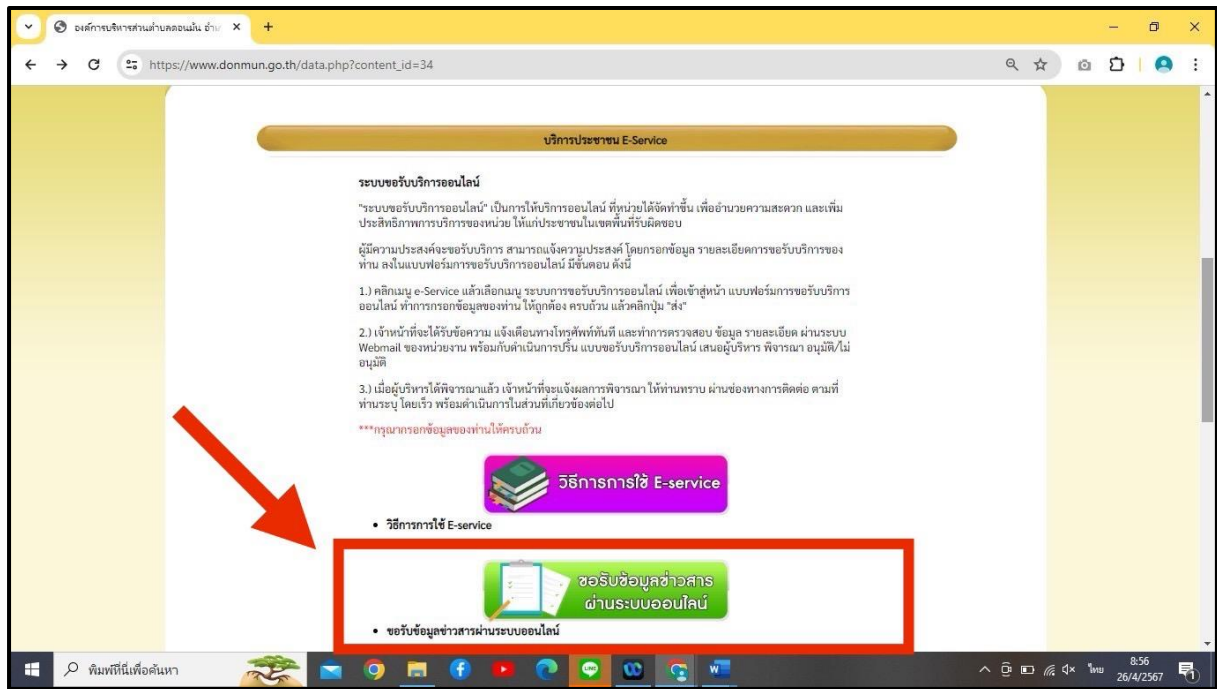 องค์การบริหารส่วนตำบลดอนมัน อำเภ
https://www.donmun.go.th/data.php?content_id=34
บริการประชาชน E-Service
ระบบขอรับบริการออนไลน์
"ระบบขอรับบริการออนไลน์" เป็นการให้บริการออนไลน์ ที่หน่วยได้จัดทำขึ้น เพื่ออำนวยความสะดวก และเพิ่ม
ประสิทธิภาพการบริการของหน่วย ให้แก่ประชาชนในเขตพื้นที่รับผิดชอบ
ผู้มีความประสงค์จะขอรับบริการ สามารถแจ้งความประสงค์ โดยกรอกข้อมูล รายละเอียดการขอรับบริการของ
ท่าน ลงในแบบฟอร์มการขอรับบริการออนไลน์ มีขั้นตอน ดังนี้
1.) คลิกเมนู e-Service แล้วเลือกเมนู ระบบการขอรับบริการออนไลน์ เพื่อเข้าสู่หน้า แบบฟอร์มการขอรับบริการ
ออนไลน์ ทำการกรอกข้อมูลของท่าน ให้ถูกต้อง ครบถ้วน แล้วคลิกปุ่ม "ส่ง"
2.) เจ้าหน้าที่จะได้รับข้อความ แจ้งเตือนทางโทรศัพท์ทันที และทำการตรวจสอบ ข้อมูล รายละเอียด ผ่านระบบ
Webmail ของหน่วยงาน พร้อมกับดำเนินการปริ้น แบบขอรับบริการออนไลน์ เสนอผู้บริหาร พิจารณา อนุมัติ/ไม่
อนุมัติ
3.) เมื่อผู้บริหารได้พิจารณาแล้ว เจ้าหน้าที่จะแจ้งผลการพิจารณา ให้ท่านทราบ ผ่านช่องทางการติดต่อ ตามที่
ท่านระบุ โดยเร็ว พร้อมดำเนินการในส่วนที่เกี่ยวข้องต่อไป
***กรุณากรอกข้อมูลของท่านให้ครบถ้วน
วิธีการการใช้ E-service
• วิธีการการใช้ E-service
ขอรับข้อมูลข่าวสาร
ผ่านระบบออนไลน์
• ขอรับข้อมูลข่าวสารผ่านระบบออนไลน์
พิมพ์ที่นี่เพื่อค้นหา
LINE
ไทย
8:56
26/4/2567
1